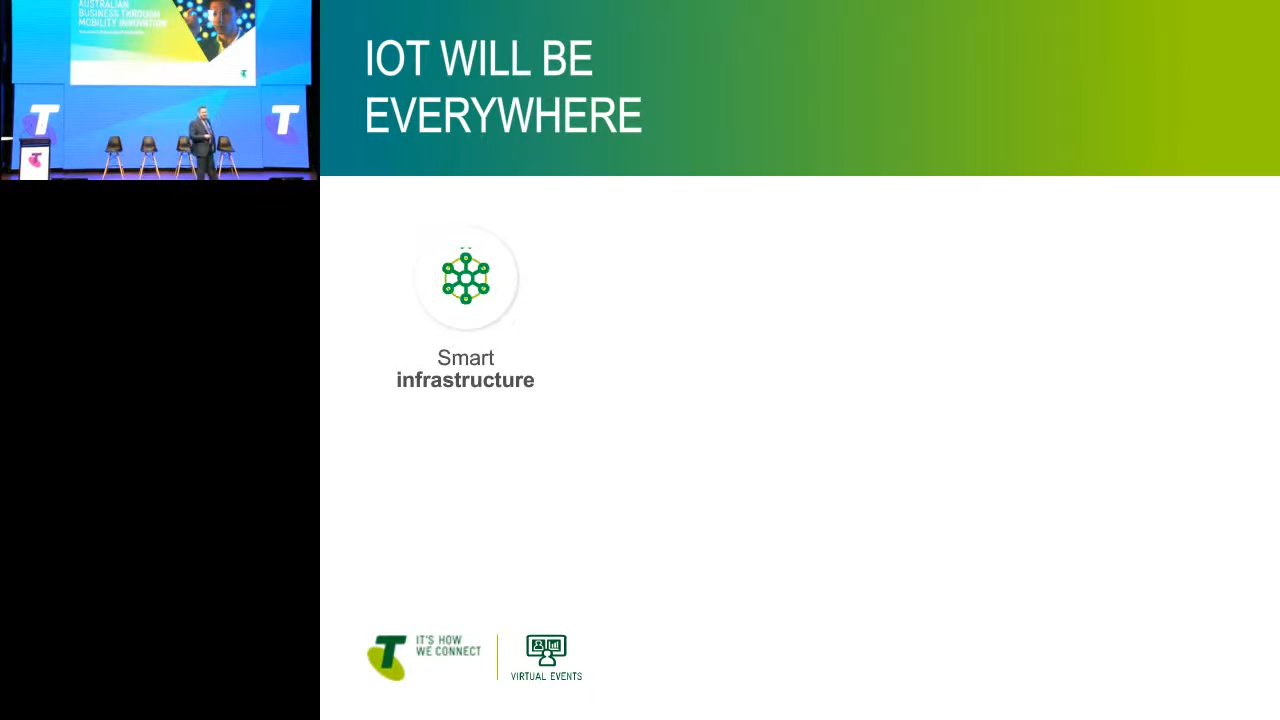 AUSTRALIAN
BUSINESS THROUGH
MOBILITY INNOVATION
IOT WILL BE
EVERYWHERE
Smart
infrastructure
IT'S HOW
WE CONNECT
VIRTUAL EVENTS